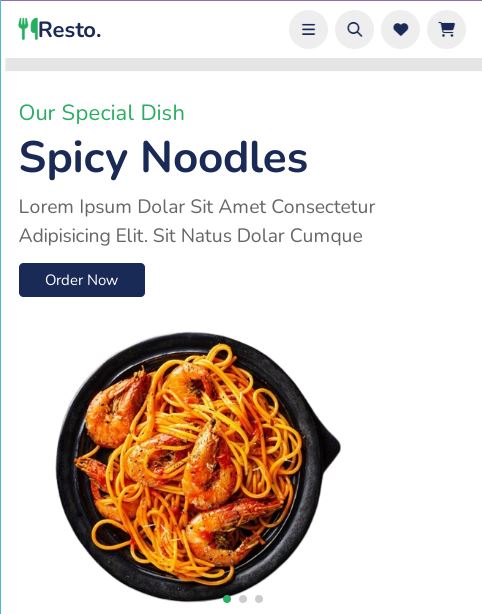 Resto.
Our Special Dish
Spicy Noodles
Lorem Ipsum Dolar Sit Amet Consectetur
Adipisicing Elit. Sit Natus Dolar Cumque
Order Now